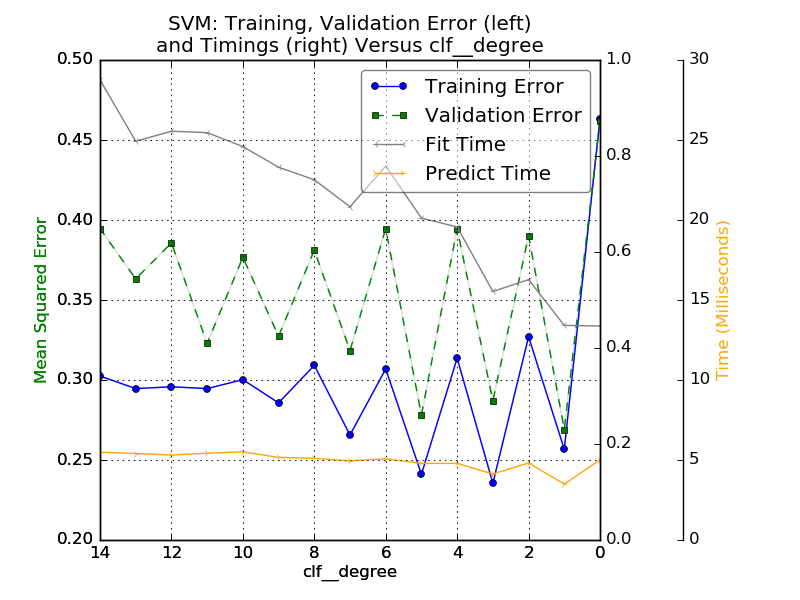 SVM: Training, Validation Error (left)
and Timings (right) Versus clf__degree
Training Error
Validation Error
Fit Time
Predict Time
Mean Squared Error
0.50
0.45
0.40
0.35
0.30
0.25
0.20
14 12 10 8 6 4 2 0
clf__degree
1.0
0.8
0.6
0.4
0.2
0.0
30
25
20
15
10
5
0
Time (Milliseconds)